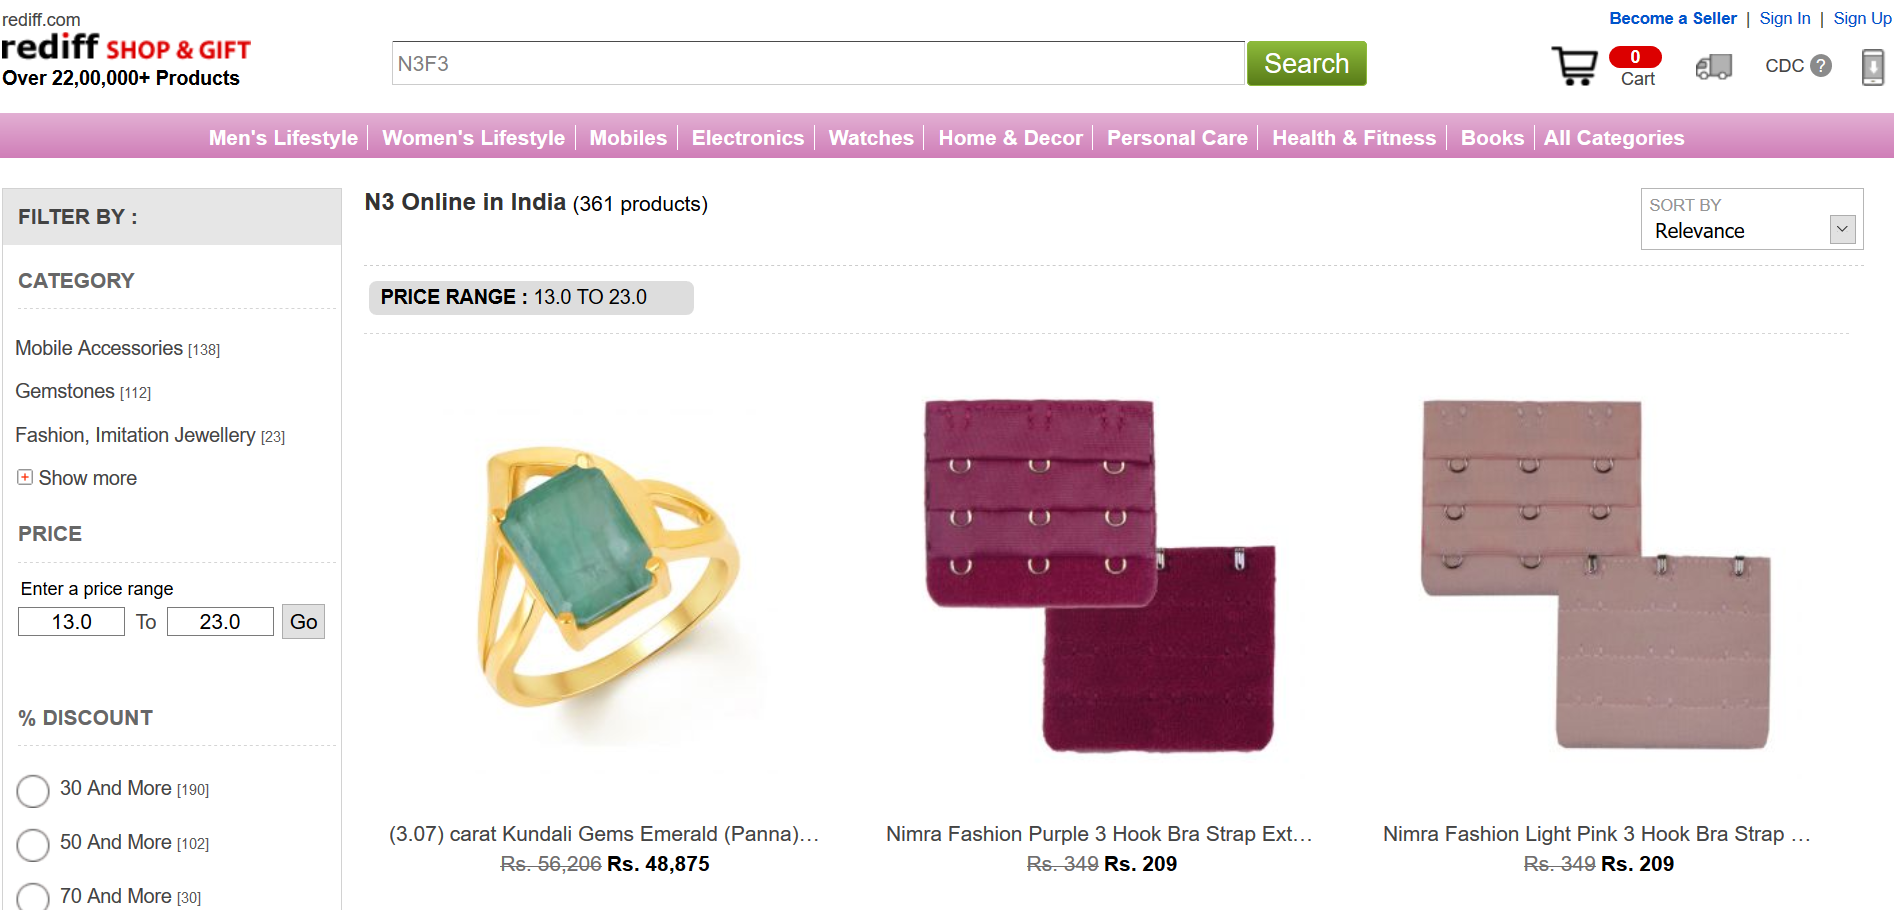 rediff.com
rediff SHOP & GIFT
Over 22,00,000+ Products
N3F3
Search
Become a Seller | Sign In | Sign Up
0
Cart
CDC ?
Men's Lifestyle
Women's Lifestyle
Mobiles
Electronics
Watches
Home & Decor
Personal Care
Health & Fitness
Books
All Categories
FILTER BY :
CATEGORY
Mobile Accessories [138]
Gemstones [112]
Fashion, Imitation Jewellery [23]
Show more
PRICE
Enter a price range
13.0 To 23.0 Go
% DISCOUNT
30 And More [190]
50 And More [102]
70 And More [30]
N3 Online in India (361 products)
SORT BY
Relevance
PRICE RANGE : 13.0 TO 23.0
(3.07) carat Kundali Gems Emerald (Panna)...
Rs. 56,206 Rs. 48,875
Nimra Fashion Purple 3 Hook Bra Strap Ext...
Rs. 349 Rs. 209
Nimra Fashion Light Pink 3 Hook Bra Strap ...
Rs. 349 Rs. 209